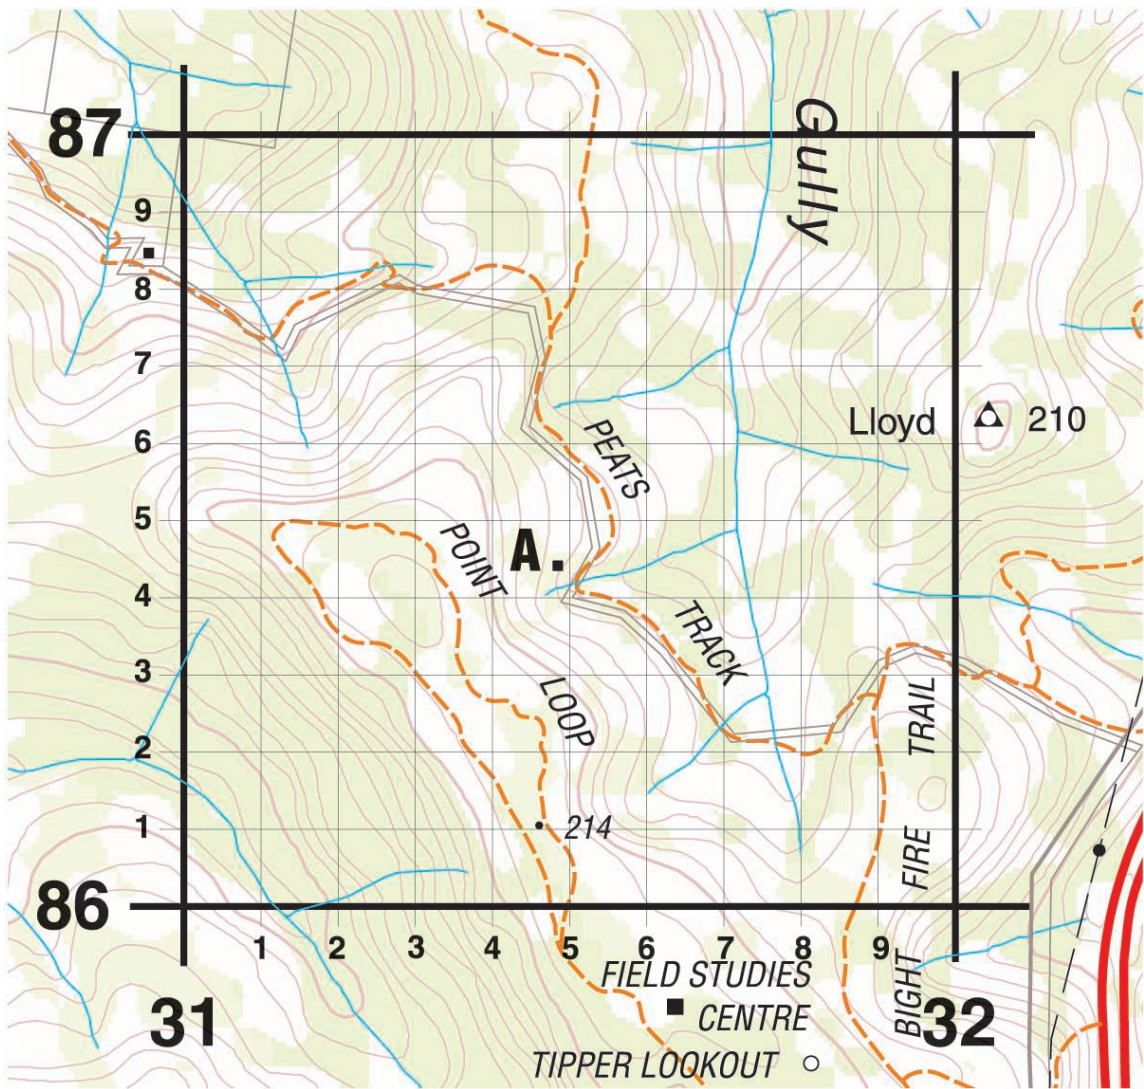 Gully
87
9
8
7
Lloyd 210
6
PEATS
5
POINT
A.
4
TRACK
3
LOOP
TRAIL
2
1
214
FIRE
86
1 2 3 4 5 6 7 8 9
FIELD STUDIES
CENTRE
BIGHT
31
32
TIPPER LOOKOUT